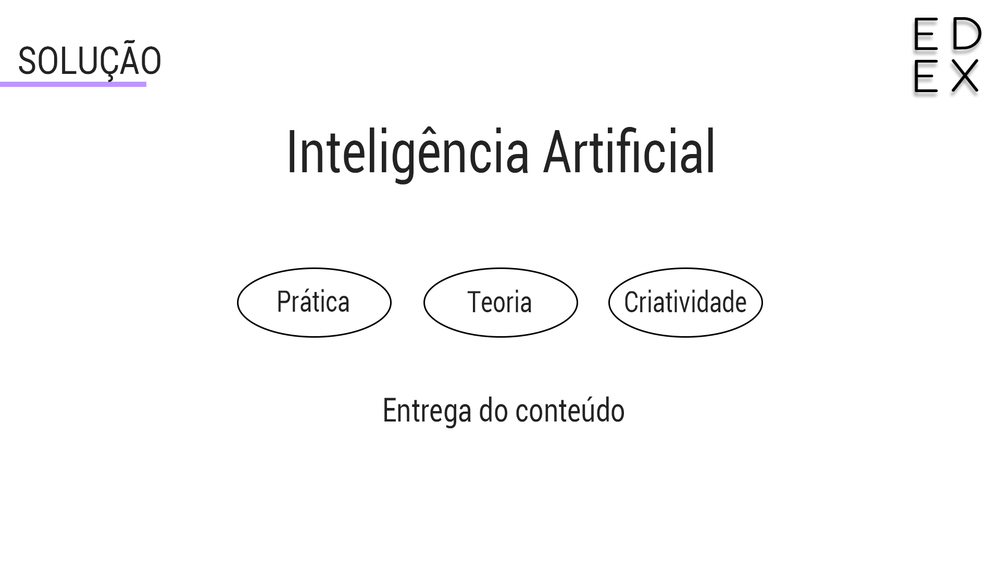 SOLUÇÃO
E D
E X
Inteligência Artificial
Prática
Teoria
Criatividade
Entrega do conteúdo